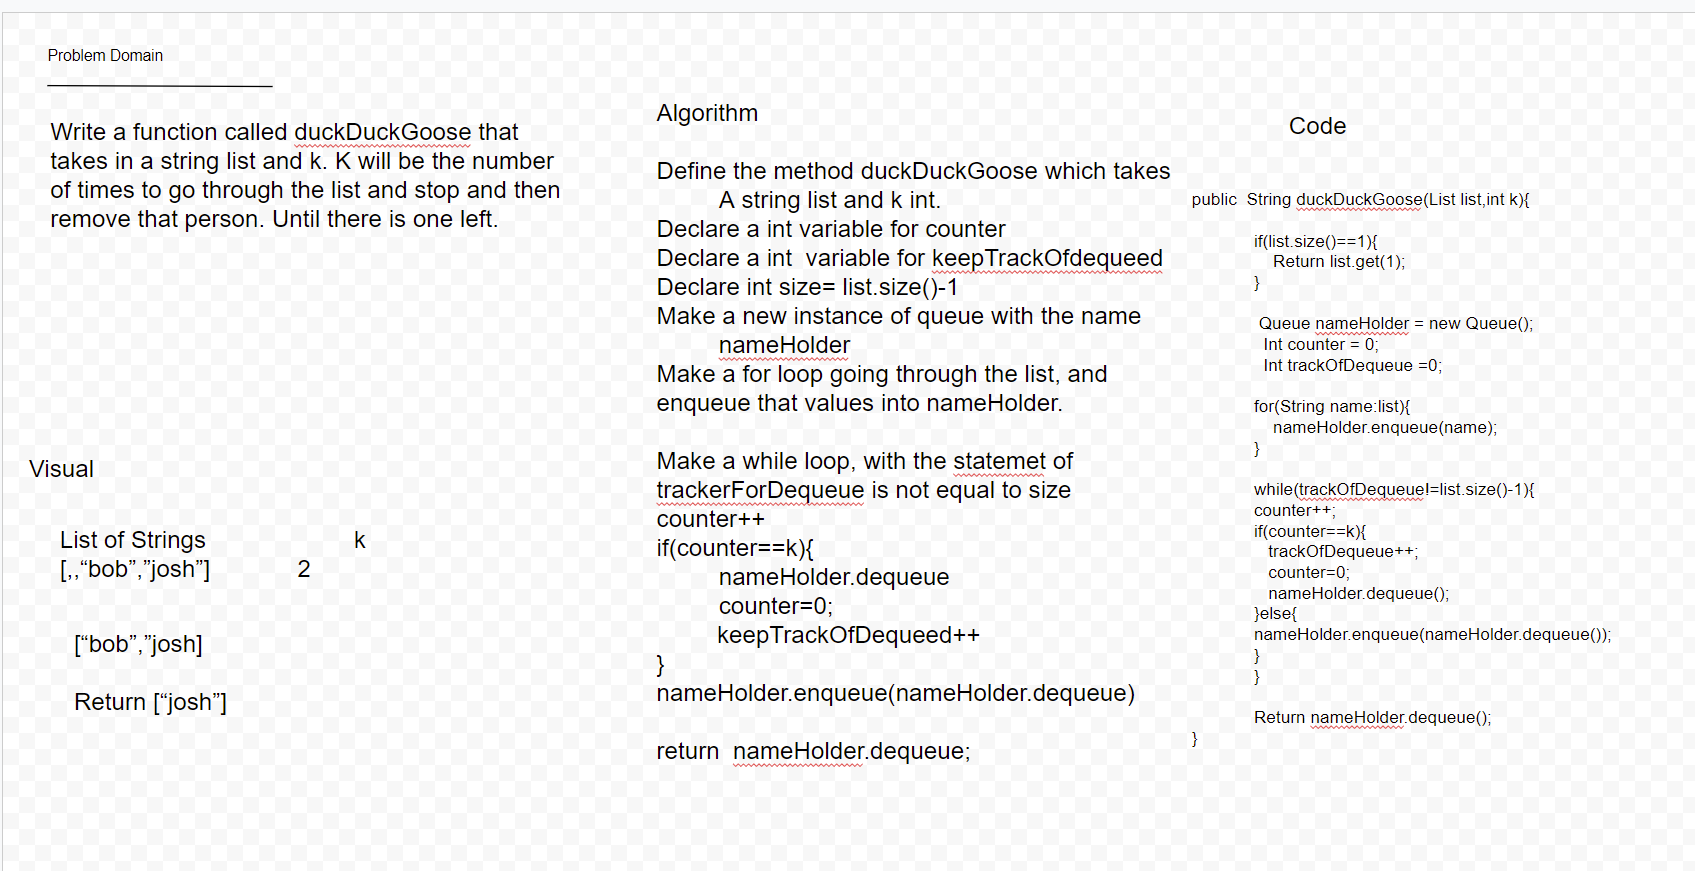 Problem Domain
Write a function called duckDuckGoose that
takes in a string list and k. K will be the number
of times to go through the list and stop and then
remove that person. Until there is one left.
Visual
List of Strings k
[,,“bob”,”josh”] 2
[“bob”,”josh]
Return [“josh”]
Algorithm
Define the method duckDuckGoose which takes
A string list and k int.
Declare a int variable for counter
Declare a int  variable for keepTrackOfdequeed
Declare int size= list.size()-1
Make a new instance of queue with the name
nameHolder
Make a for loop going through the list, and
enqueue that values into nameHolder.
Make a while loop, with the statemet of
trackerForDequeue is not equal to size
counter++
if(counter==k){
nameHolder.dequeue
counter=0;
keepTrackOfDequeed++
}
nameHolder.enqueue(nameHolder.dequeue)
return  nameHolder.dequeue;
Code
public  String duckDuckGoose(List list,int k){
if(list.size()==1){
Return list.get(1);
}
Queue nameHolder = new Queue();
Int counter = 0;
Int trackOfDequeue =0;
for(String name:list){
nameHolder.enqueue(name);
}
while(trackOfDequeue!=list.size()-1){
counter++;
if(counter==k){
trackOfDequeue++;
counter=0;
nameHolder.dequeue();
}else{
nameHolder.enqueue(nameHolder.dequeue());
}
}
Return nameHolder.dequeue();
}